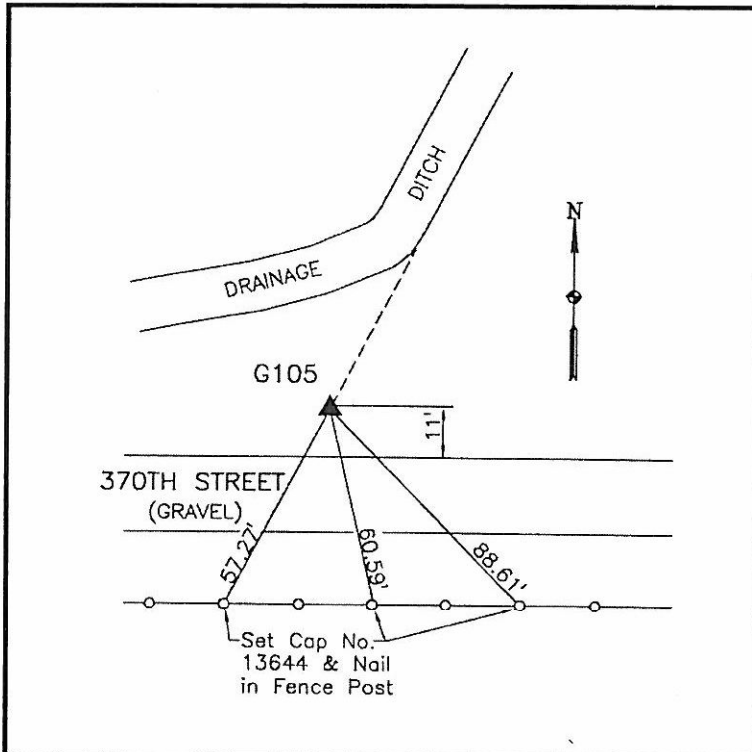 DITCH
N
DRAINAGE
G105
11'
370TH STREET
(GRAVEL)
57.27'
60.59'
88.61'
Set Cap No.
13644 & Nail
in Fence Post